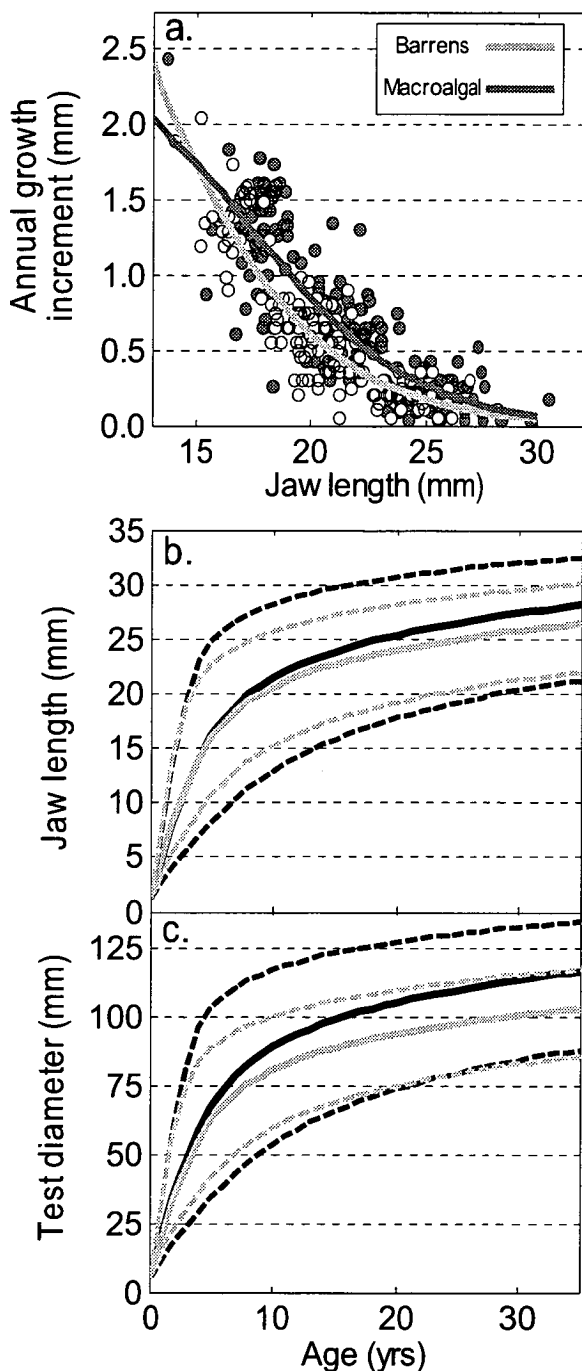 a.
Barrens
Macroalgal
2.5
2.0
1.5
1.0
0.5
0.0
Annual growth
increment (mm)
15 20 25 30
Jaw length (mm)
b.
35
30
25
20
15
10
5
0
Jaw length (mm)
c.
125
100
75
50
25
0
Test diameter (mm)
0 10 20 30
Age (yrs)